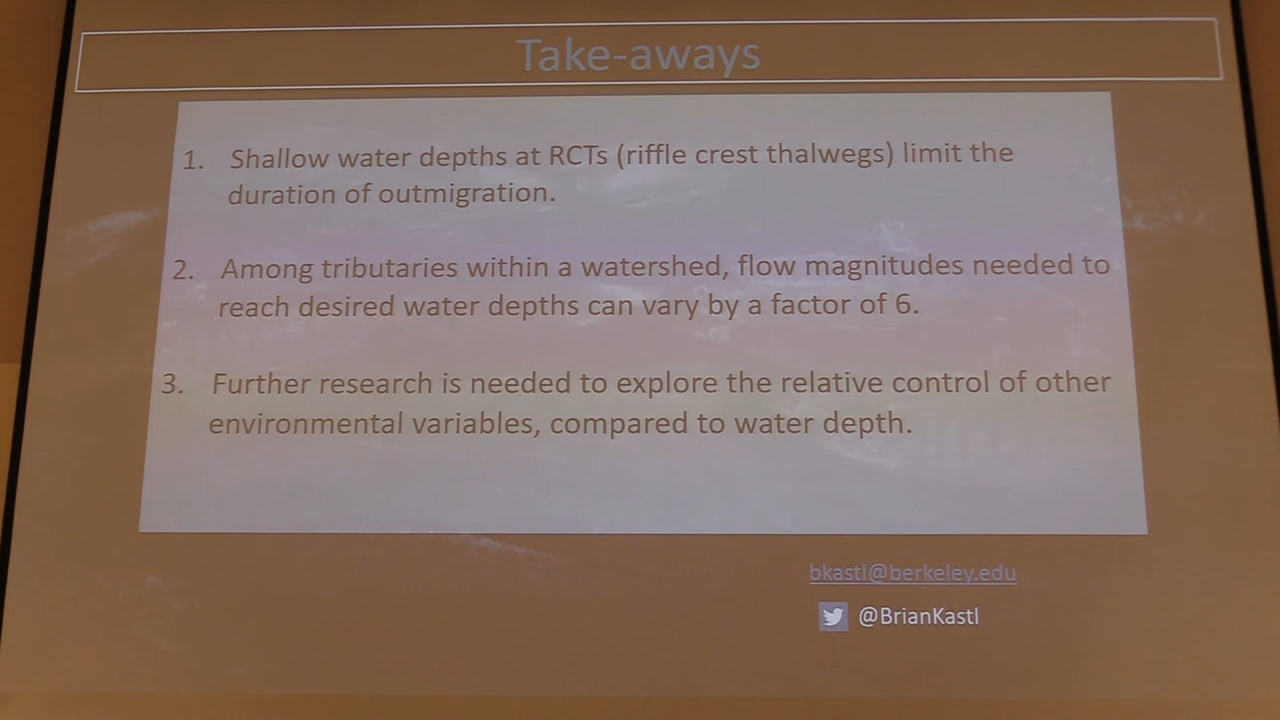 Take-aways
1. Shallow water depths at RCTs (riffle crest thalwegs) limit the
duration of outmigration.
2. Among tributaries within a watershed, flow magnitudes needed to
reach desired water depths can vary by a factor of 6.
3. Further research is needed to explore the relative control of other
environmental variables, compared to water depth.
bkastl@berkeley.edu
@BrianKastl